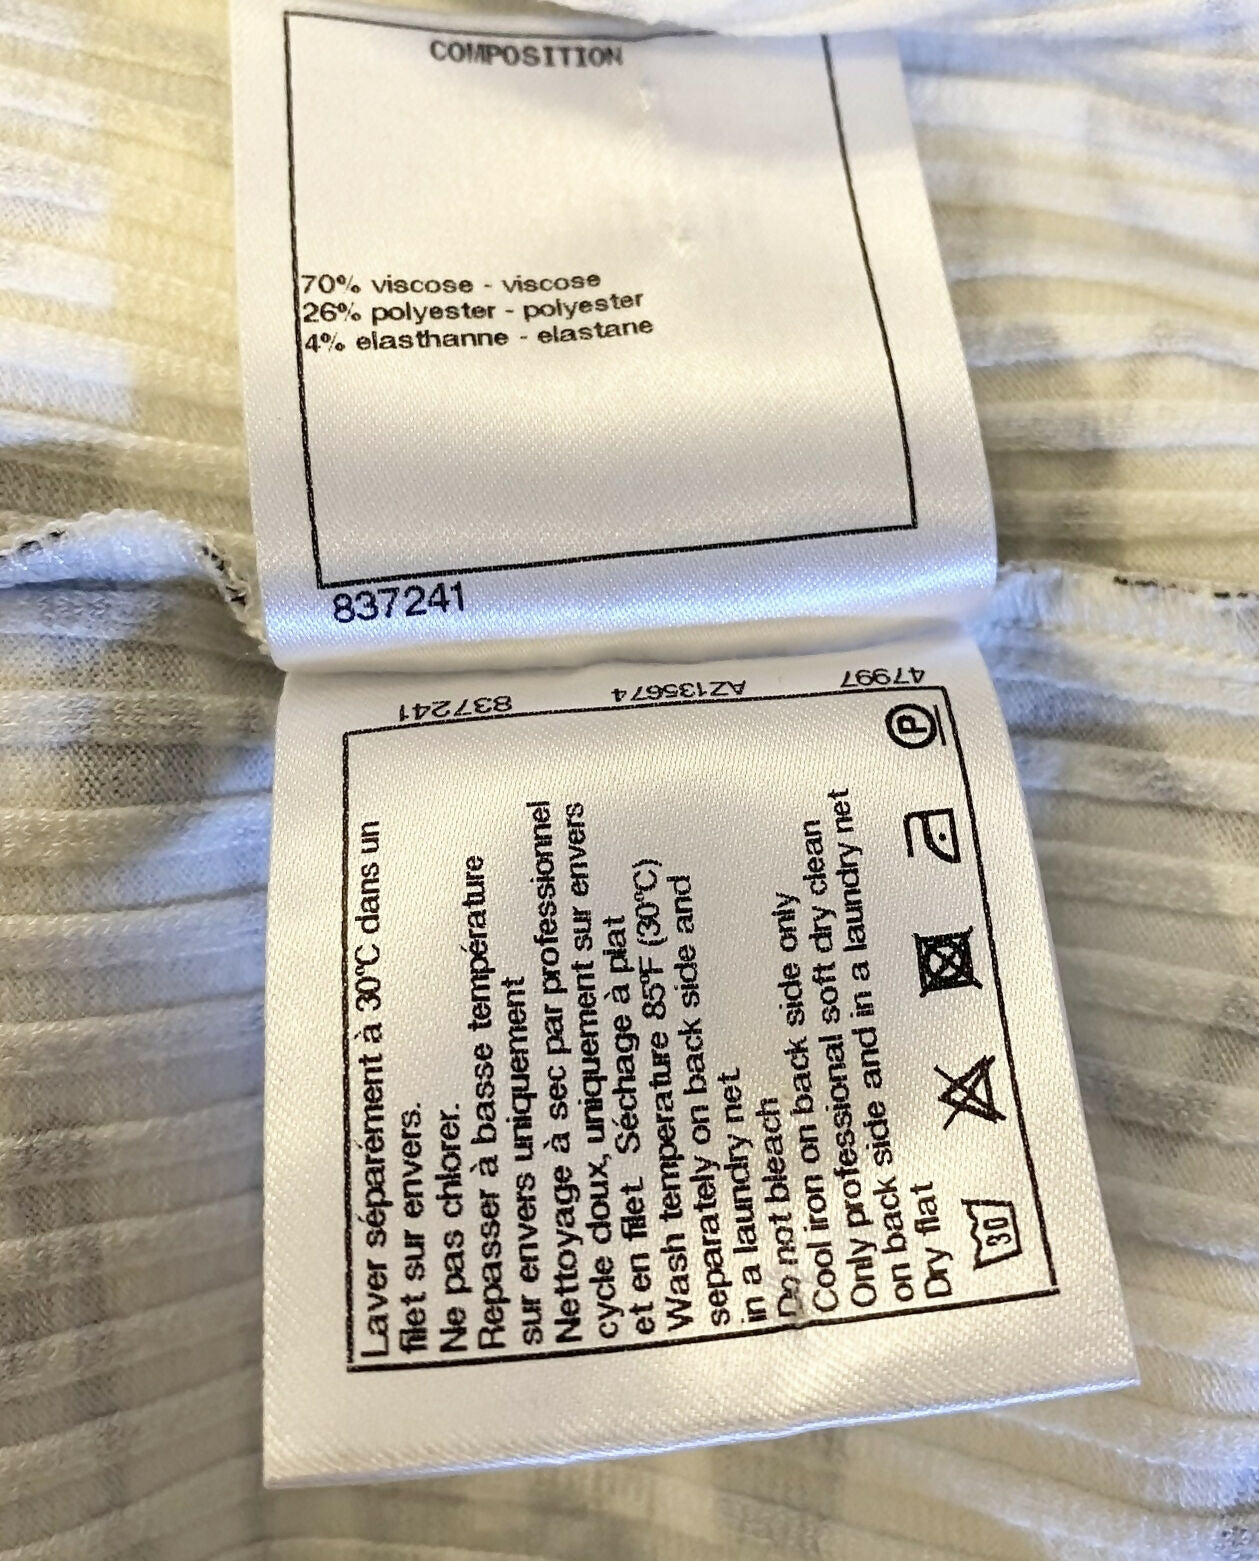 COMPOSITION
70% viscose - viscose
26% polyester - polyester
4% elasthanne - elastane
837241
837241 AZ135674 47997
Laver séparément à 30°C dans un
filet sur envers.
Ne pas chlorer.
Repasser à basse température
sur envers uniquement
Nettoyage à sec par professionnel
cycle doux, uniquement sur envers
et en filet  Séchage à plat
Wash temperature 85°F (30°C)
separately on back side and
in a laundry net
Do not bleach
Cool iron on back side only
Only professional soft dry clean
on back side and in a laundry net
Dry flat
30
P